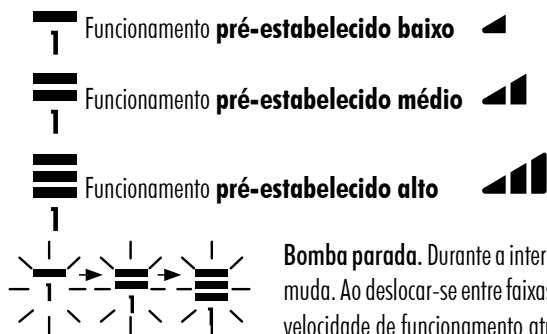 1 Funcionamento pré-estabelecido baixo
1 Funcionamento pré-estabelecido médio
1 Funcionamento pré-estabelecido alto
1 1 1
Bomba parada. Durante a inter
muda. Ao deslocar-se entre faixas
velocidade de funcionamento